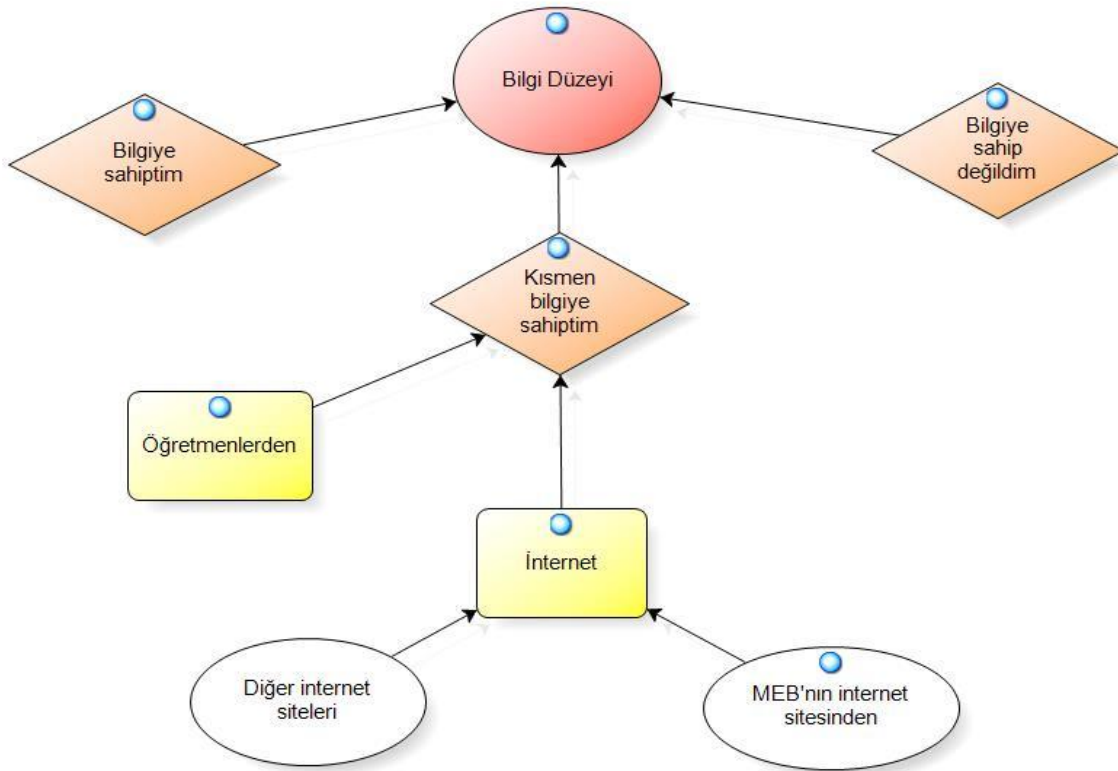 Bilgi Düzeyi
Bilgiye
sahiptim
Bilgiye
sahip
değildim
Kısmen
bilgiye
sahiptim
Öğretmenlerden
İnternet
Diğer internet
siteleri
MEB'nın internet
sitesinden